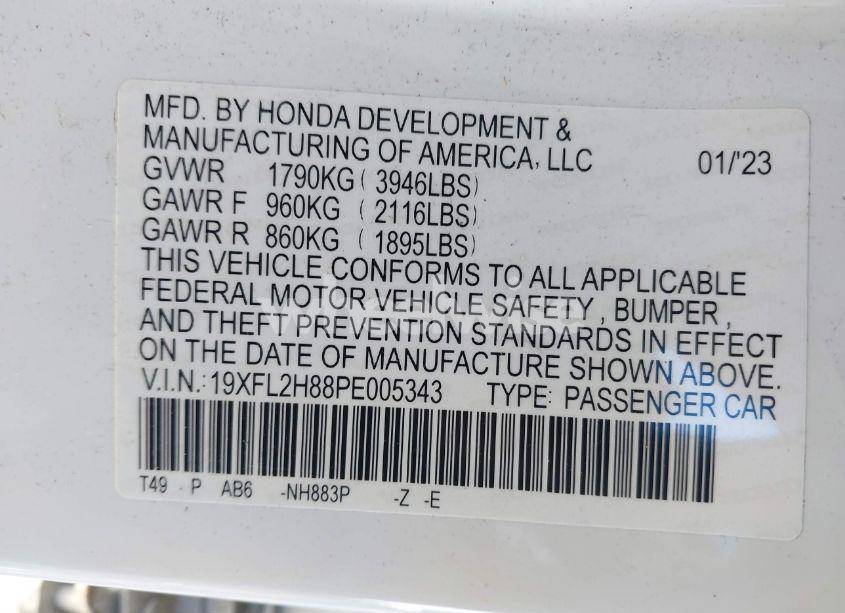 MFD. BY HONDA DEVELOPMENT &
MANUFACTURING OF AMERICA, LLC 01/'23
GVWR 1790KG ( 3946LBS)
GAWR F 960KG ( 2116LBS)
GAWR R 860KG ( 1895LBS)
THIS VEHICLE CONFORMS TO ALL APPLICABLE
FEDERAL MOTOR VEHICLE SAFETY , BUMPER ,
AND THEFT PREVENTION STANDARDS IN EFFECT
ON THE DATE OF MANUFACTURE SHOWN ABOVE.
V.I.N.:19XFL2H88PE005343 TYPE: PASSENGER CAR
T49 P AB6 -NH883P -Z -E